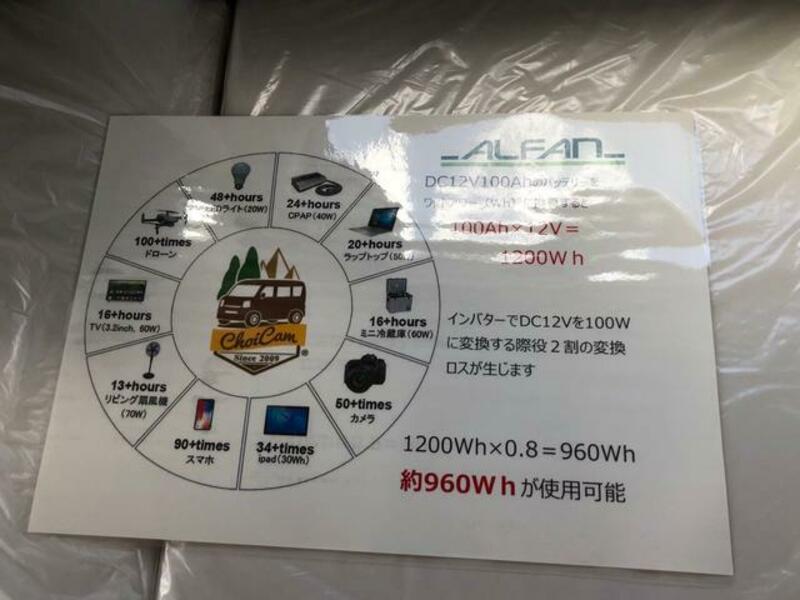 48+hours
LEDライト(20W)
24+hours
CPAP(40W)
20+hours
ラップトップ(50W)
16+hours
ミニ冷蔵庫(60W)
50+times
カメラ
34+times
ipad(30Wh)
90+times
スマホ
13+hours
リビング扇風機
(70W)
16+hours
TV(3.2inch, 60W)
100+times
ドローン
ChoiCam
Since 2009
®
ALFAN
DC12V100Ahのバッテリーを
(Wh)
100Ah×12V=
1200Wh
インバターでDC12Vを100W
に変換する際役2割の変換
ロスが生じます
1200Wh×0.8=960Wh
約960Whが使用可能